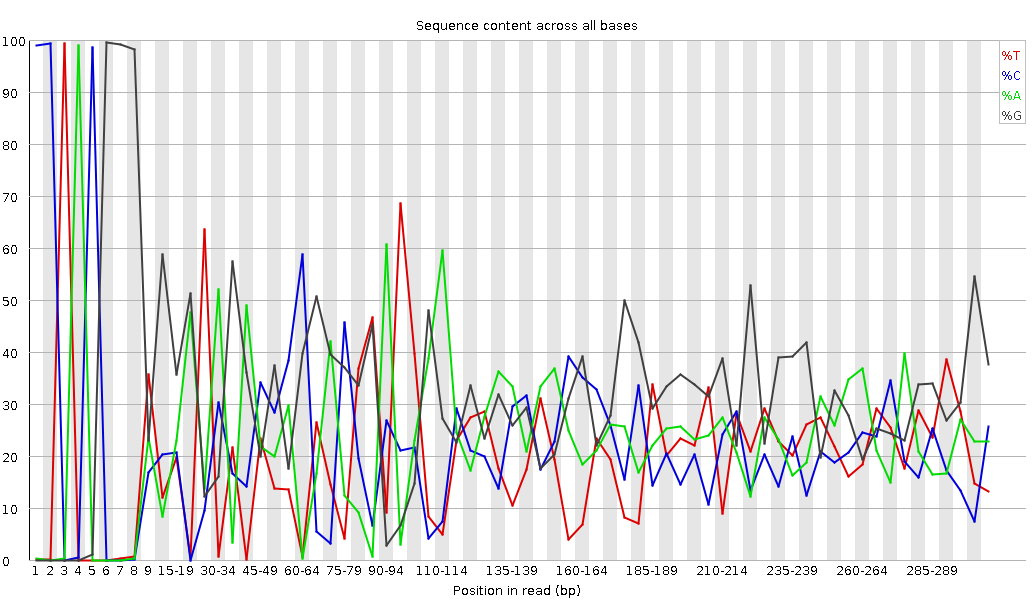 Sequence content across all bases
100
90
80
70
60
50
40
30
20
10
0
%T
%C
%A
%G
1 2 3 4 5 6 7 8 9 15-19 30-34 45-49 60-64 75-79 90-94 110-114 135-139 160-164 185-189 210-214 235-239 260-264 285-289
Position in read (bp)